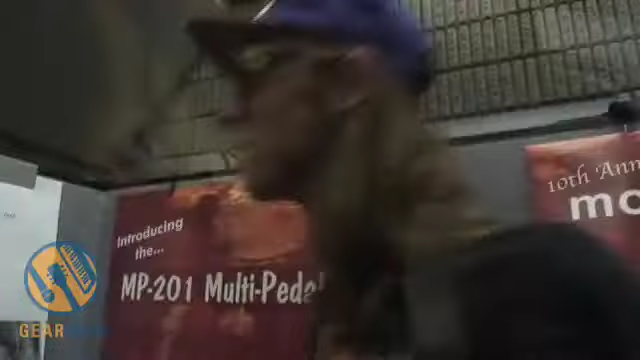 Introducing
the...
MP-201 Multi-Pedal
10th Ann
mo
GEAR